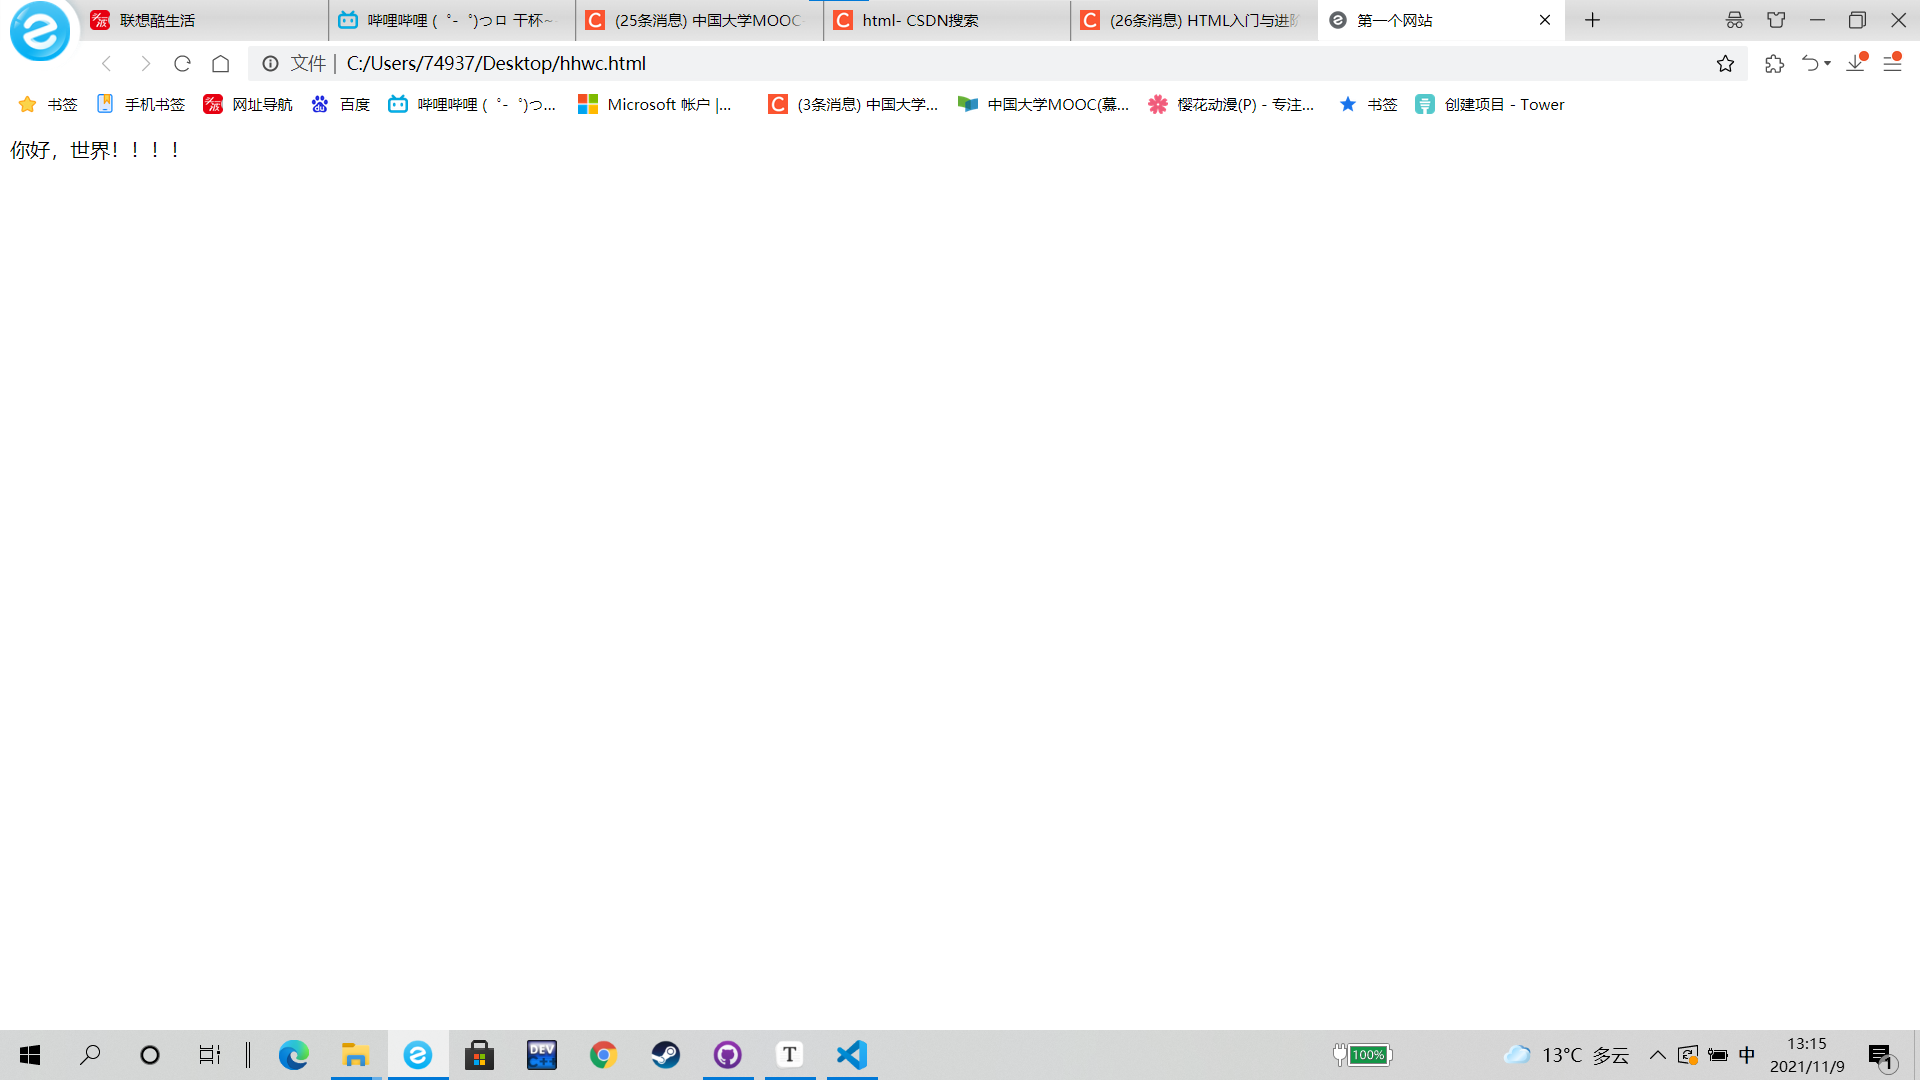 联想酷生活
哔哩哔哩 (゜-゜)つロ 干杯~-
(25条消息) 中国大学MOOC-
html- CSDN搜索
(26条消息) HTML入门与进阶
第一个网站
文件 | C:/Users/74937/Desktop/hhwc.html
书签
手机书签
网址导航
百度
哔哩哔哩 (゜-゜)つ...
Microsoft 帐户 |...
(3条消息) 中国大学...
中国大学MOOC(慕...
樱花动漫(P) - 专注...
书签
创建项目 - Tower
你好，世界！！！！
100%
13°C 多云
中
13:15
2021/11/9
1